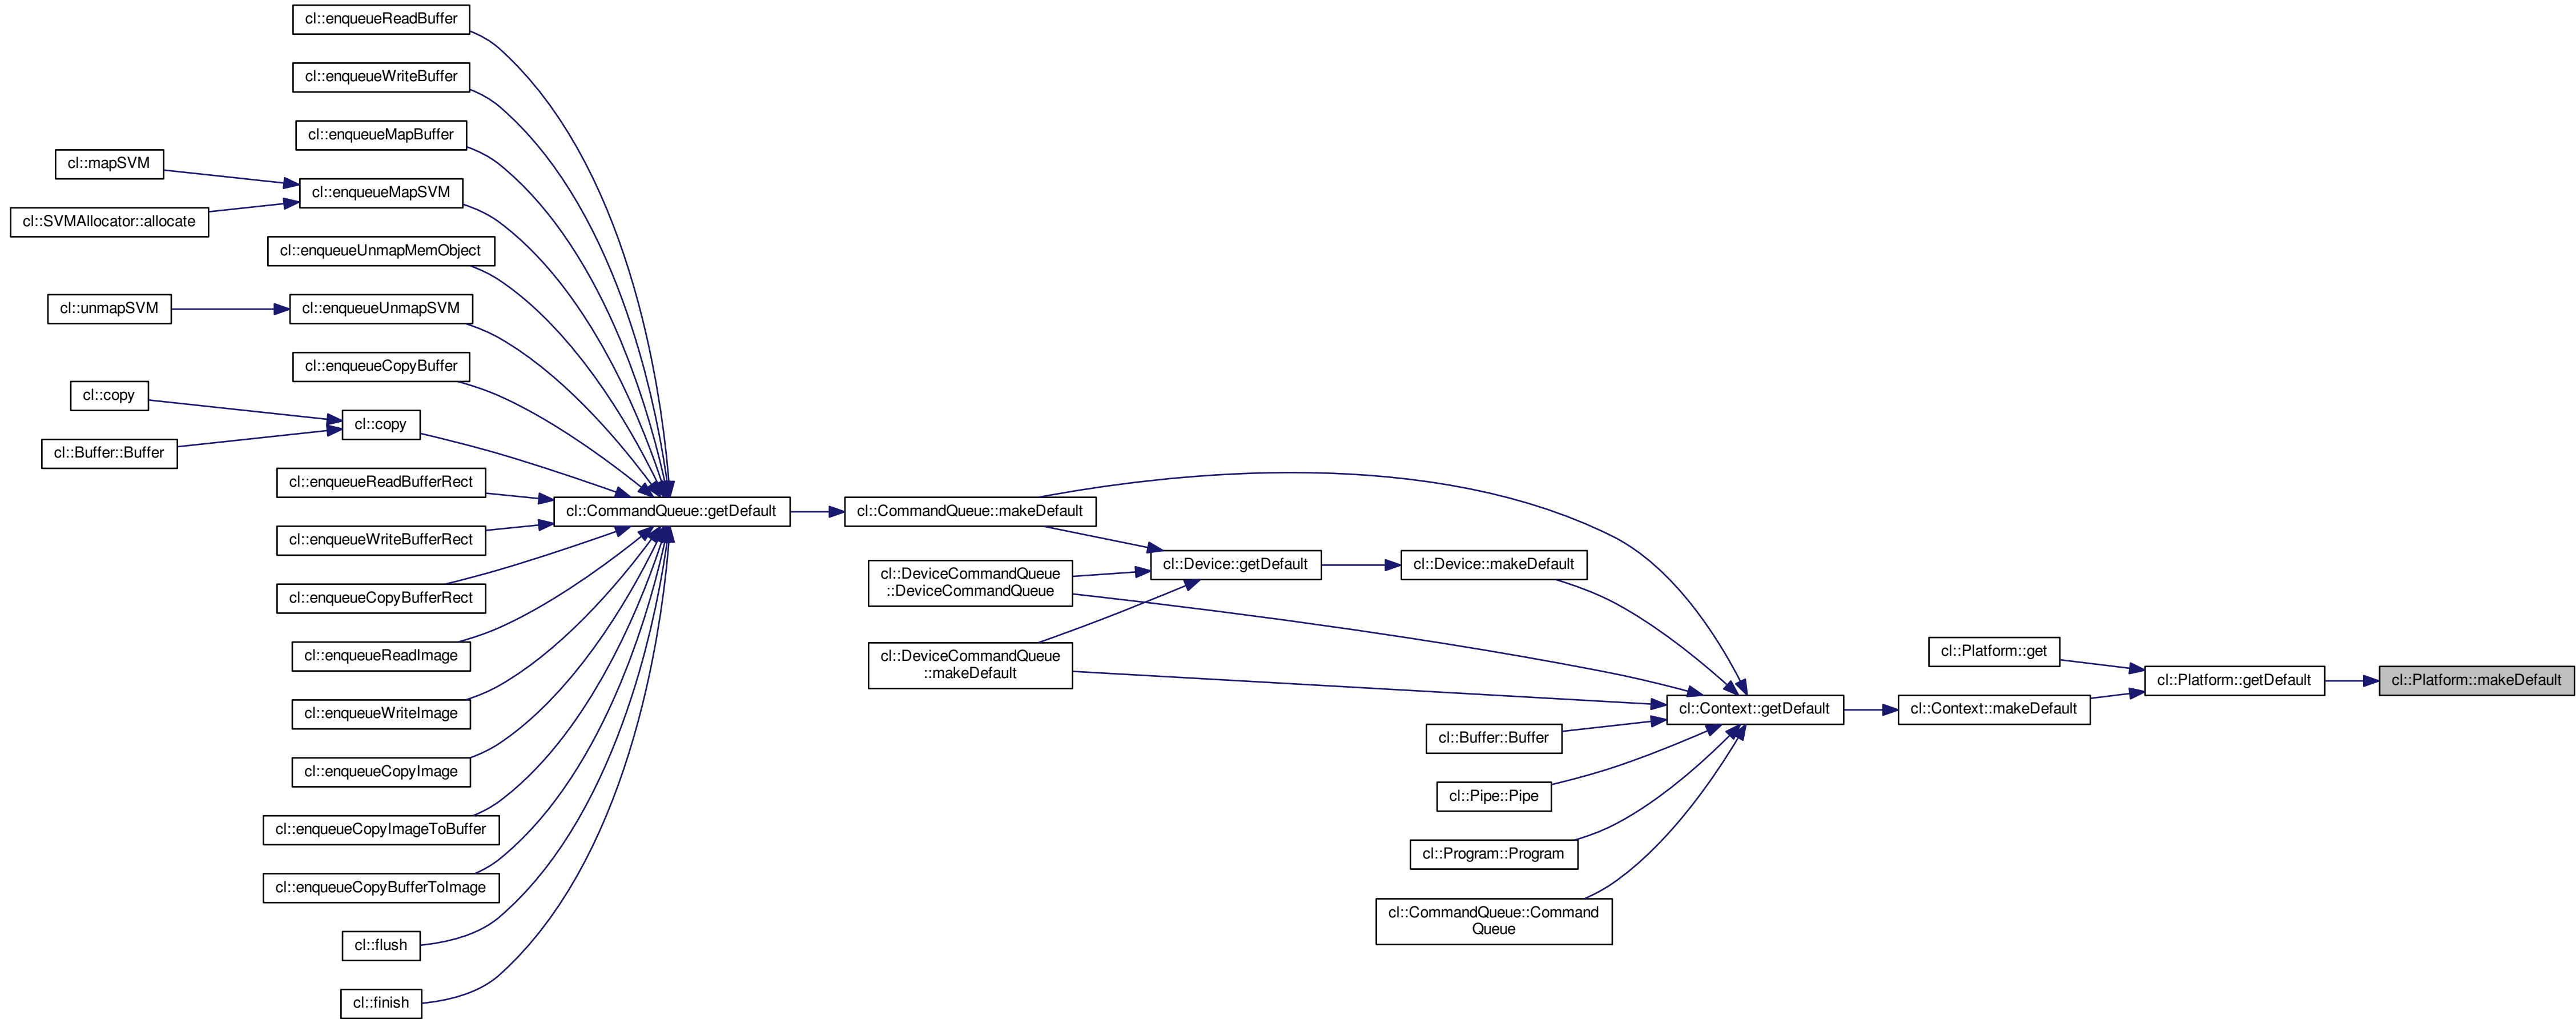 cl::enqueueReadBuffer
cl::enqueueWriteBuffer
cl::enqueueMapBuffer
cl::mapSVM
cl::enqueueMapSVM
cl::SVMAllocator::allocate
cl::enqueueUnmapMemObject
cl::unmapSVM
cl::enqueueUnmapSVM
cl::enqueueCopyBuffer
cl::copy
cl::copy
cl::Buffer::Buffer
cl::enqueueReadBufferRect
cl::CommandQueue::getDefault
cl::CommandQueue::makeDefault
cl::enqueueWriteBufferRect
cl::Device::getDefault
cl::Device::makeDefault
cl::DeviceCommandQueue
::DeviceCommandQueue
cl::enqueueCopyBufferRect
cl::enqueueReadImage
cl::DeviceCommandQueue
::makeDefault
cl::Platform::get
cl::Platform::getDefault
cl::Platform::makeDefault
cl::Context::getDefault
cl::Context::makeDefault
cl::enqueueWriteImage
cl::Buffer::Buffer
cl::enqueueCopyImage
cl::Pipe::Pipe
cl::enqueueCopyImageToBuffer
cl::Program::Program
cl::enqueueCopyBufferToImage
cl::CommandQueue::Command
Queue
cl::flush
cl::finish